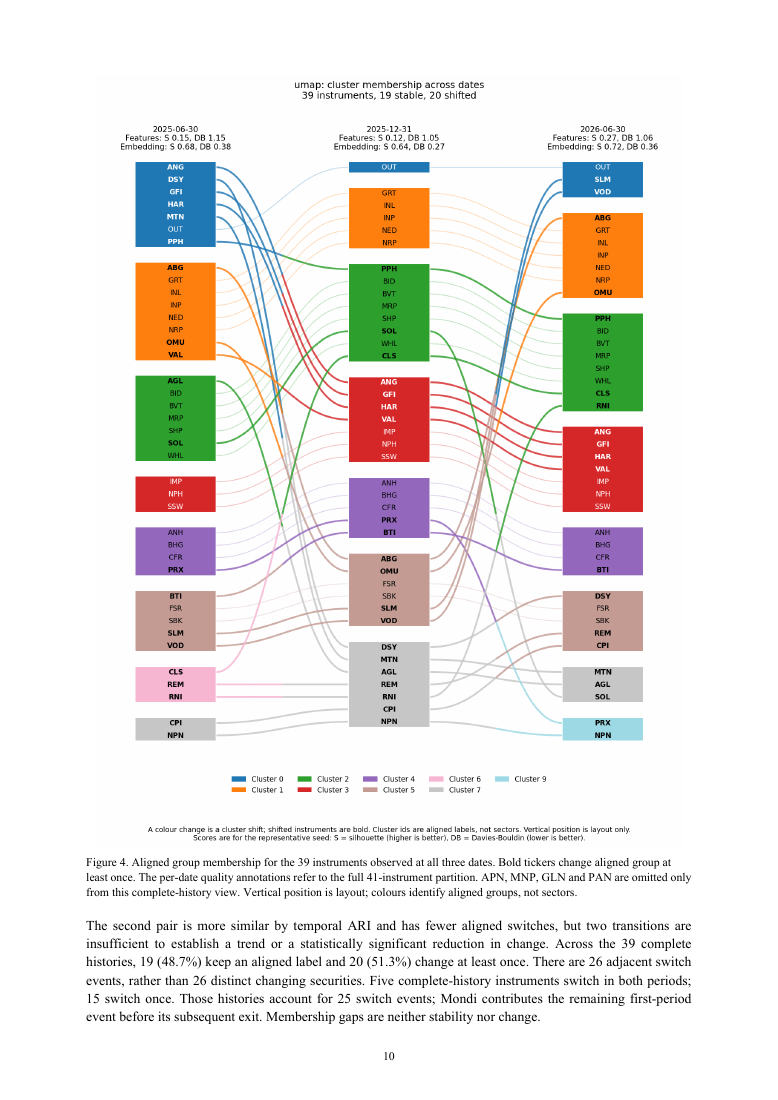 umap: cluster membership across dates
39 instruments, 19 stable, 20 shifted
2025-06-30
Features: S 0.15, DB 1.15
Embedding: S 0.68, DB 0.38
ANG
DSY
GFI
HAR
MTN
OUT
PPH
ABG
GRT
INL
INP
NED
NRP
OMU
VAL
AGL
BID
BVT
MRP
SHP
SOL
WHL
IMP
NPH
SSW
ANH
BHG
CFR
PRX
BTI
FSR
SBK
SLM
VOD
CLS
REM
RNI
CPI
NPN
2025-12-31
Features: S 0.12, DB 1.05
Embedding: S 0.64, DB 0.27
OUT
GRT
INL
INP
NED
NRP
PPH
BID
BVT
MRP
SHP
SOL
WHL
CLS
ANG
GFI
HAR
VAL
IMP
NPH
SSW
ANH
BHG
CFR
PRX
BTI
ABG
OMU
FSR
SBK
SLM
VOD
DSY
MTN
AGL
REM
RNI
CPI
NPN
2026-06-30
Features: S 0.27, DB 1.06
Embedding: S 0.72, DB 0.36
OUT
SLM
VOD
ABG
GRT
INL
INP
NED
NRP
OMU
PPH
BID
BVT
MRP
SHP
WHL
CLS
RNI
ANG
GFI
HAR
VAL
IMP
NPH
SSW
ANH
BHG
CFR
BTI
DSY
FSR
SBK
REM
CPI
MTN
AGL
SOL
PRX
NPN
Cluster 0 Cluster 2 Cluster 4 Cluster 6 Cluster 9
Cluster 1 Cluster 3 Cluster 5 Cluster 7
A colour change is a cluster shift; shifted instruments are bold. Cluster ids are aligned labels, not sectors. Vertical position is layout only.
Scores are for the representative seed: S = silhouette (higher is better), DB = Davies-Bouldin (lower is better).
Figure 4. Aligned group membership for the 39 instruments observed at all three dates. Bold tickers change aligned group at
least once. The per-date quality annotations refer to the full 41-instrument partition. APN, MNP, GLN and PAN are omitted only
from this complete-history view. Vertical position is layout; colours identify aligned groups, not sectors.
The second pair is more similar by temporal ARI and has fewer aligned switches, but two transitions are
insufficient to establish a trend or a statistically significant reduction in change. Across the 39 complete
histories, 19 (48.7%) keep an aligned label and 20 (51.3%) change at least once. There are 26 adjacent switch
events, rather than 26 distinct changing securities. Five complete-history instruments switch in both periods;
15 switch once. Those histories account for 25 switch events; Mondi contributes the remaining first-period
event before its subsequent exit. Membership gaps are neither stability nor change.
10